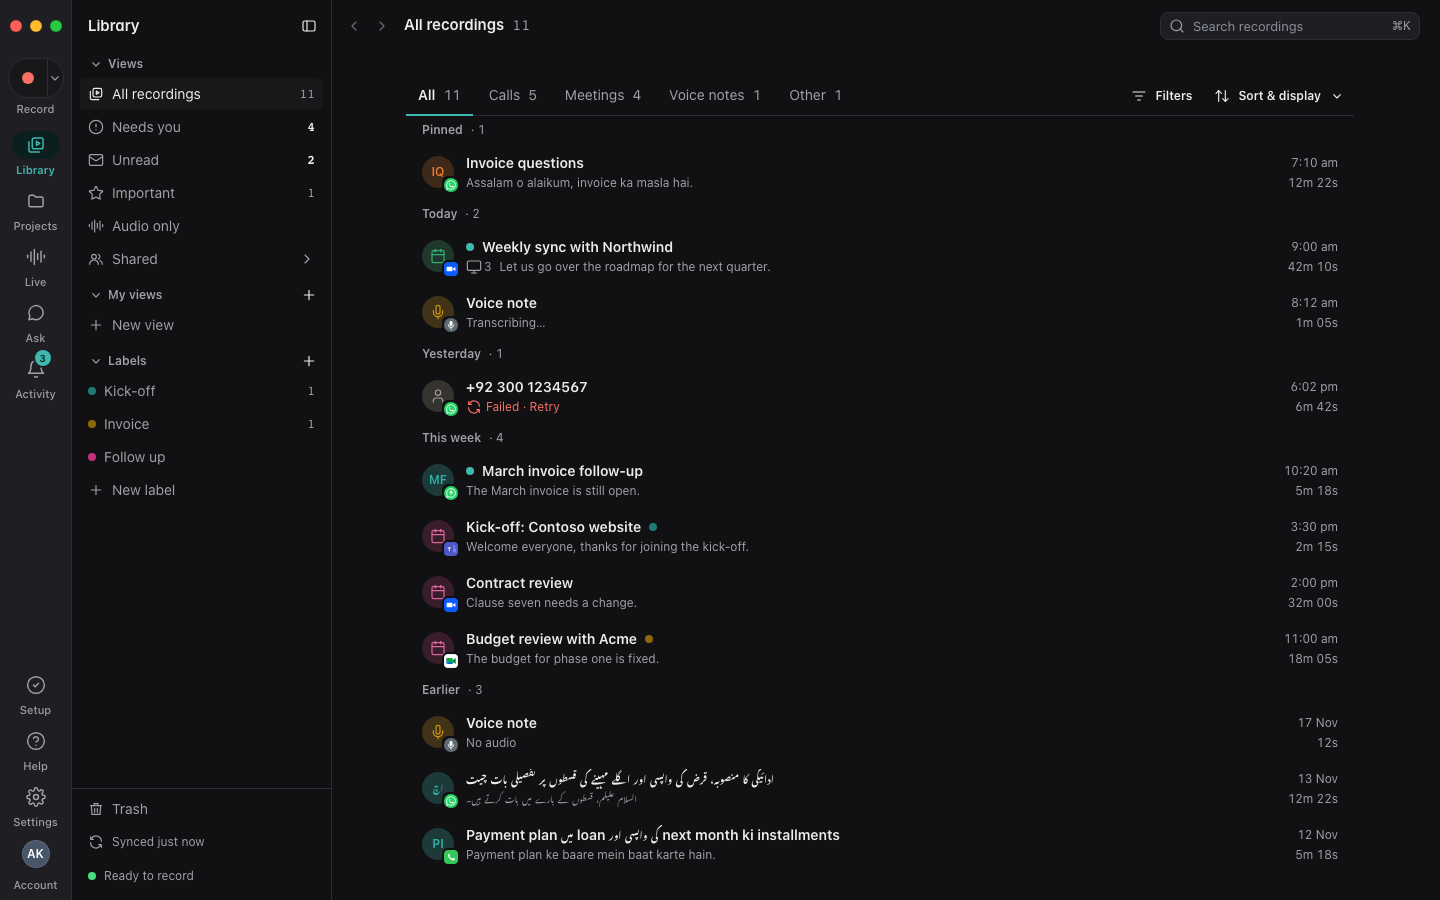 Library
All recordings 11
Search recordings ⌘K
Record
Library
Projects
Live
Ask
3
Activity
Setup
Help
Settings
AK
Account
Views
All recordings 11
Needs you 4
Unread 2
Important 1
Audio only
Shared
My views
New view
Labels
Kick-off 1
Invoice 1
Follow up
New label
Trash
Synced just now
Ready to record
All 11 Calls 5 Meetings 4 Voice notes 1 Other 1
Filters Sort & display
Pinned · 1
IQ Invoice questions 7:10 am
Assalam o alaikum, invoice ka masla hai. 12m 22s
Today · 2
Weekly sync with Northwind 9:00 am
3 Let us go over the roadmap for the next quarter. 42m 10s
Voice note 8:12 am
Transcribing... 1m 05s
Yesterday · 1
+92 300 1234567 6:02 pm
Failed · Retry 6m 42s
This week · 4
MF March invoice follow-up 10:20 am
The March invoice is still open. 5m 18s
Kick-off: Contoso website 3:30 pm
Welcome everyone, thanks for joining the kick-off. 2m 15s
Contract review 2:00 pm
Clause seven needs a change. 32m 00s
Budget review with Acme 11:00 am
The budget for phase one is fixed. 18m 05s
Earlier · 3
Voice note 17 Nov
No audio 12s
اچ ادائیگی کا منصوبہ، قرض کی واپسی اور اگلے مہینے کی قسطوں پر تفصیلی بات چیت 13 Nov
السلام علیکم، قسطوں کے بارے میں بات کرتے ہیں۔ 12m 22s
PI Payment plan میں loan کی واپسی اور next month ki installments 12 Nov
Payment plan ke baare mein baat karte hain. 5m 18s